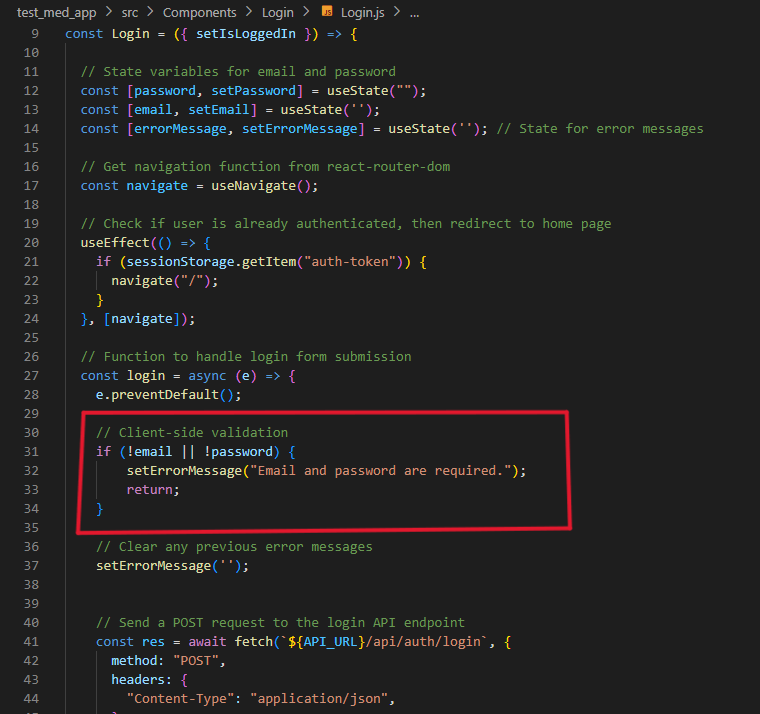 test_med_app > src > Components > Login > JS Login.js > ...
9 const Login = ({ setIsLoggedIn }) => {
10
11 // State variables for email and password
12 const [password, setPassword] = useState("");
13 const [email, setEmail] = useState('');
14 const [errorMessage, setErrorMessage] = useState(''); // State for error messages
15
16 // Get navigation function from react-router-dom
17 const navigate = useNavigate();
18
19 // Check if user is already authenticated, then redirect to home page
20 useEffect(() => {
21 if (sessionStorage.getItem("auth-token")) {
22 navigate("/");
23 }
24 }, [navigate]);
25
26 // Function to handle login form submission
27 const login = async (e) => {
28 e.preventDefault();
29
30 // Client-side validation
31 if (!email || !password) {
32 setErrorMessage("Email and password are required.");
33 return;
34 }
35
36 // Clear any previous error messages
37 setErrorMessage('');
38
39
40 // Send a POST request to the login API endpoint
41 const res = await fetch(`${API_URL}/api/auth/login`, {
42 method: "POST",
43 headers: {
44 "Content-Type": "application/json",